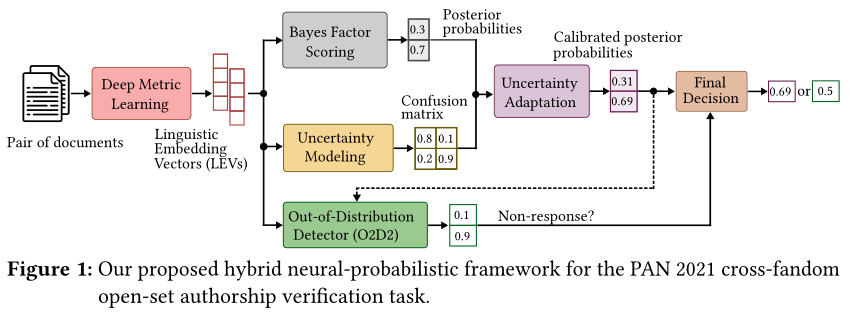 Pair of documents
Deep Metric
Learning
Linguistic
Embedding
Vectors (LEVs)
Bayes Factor
Scoring
0.3
0.7
Posterior
probabilities
Uncertainty
Modeling
Confusion
matrix
0.8 0.1
0.2 0.9
Uncertainty
Adaptation
Calibrated posterior
probabilities
0.31
0.69
Final
Decision
0.69 or 0.5
Out-of-Distribution
Detector (O2D2)
0.1
0.9
Non-response?
Figure 1: Our proposed hybrid neural-probabilistic framework for the PAN 2021 cross-fandom
open-set authorship verification task.